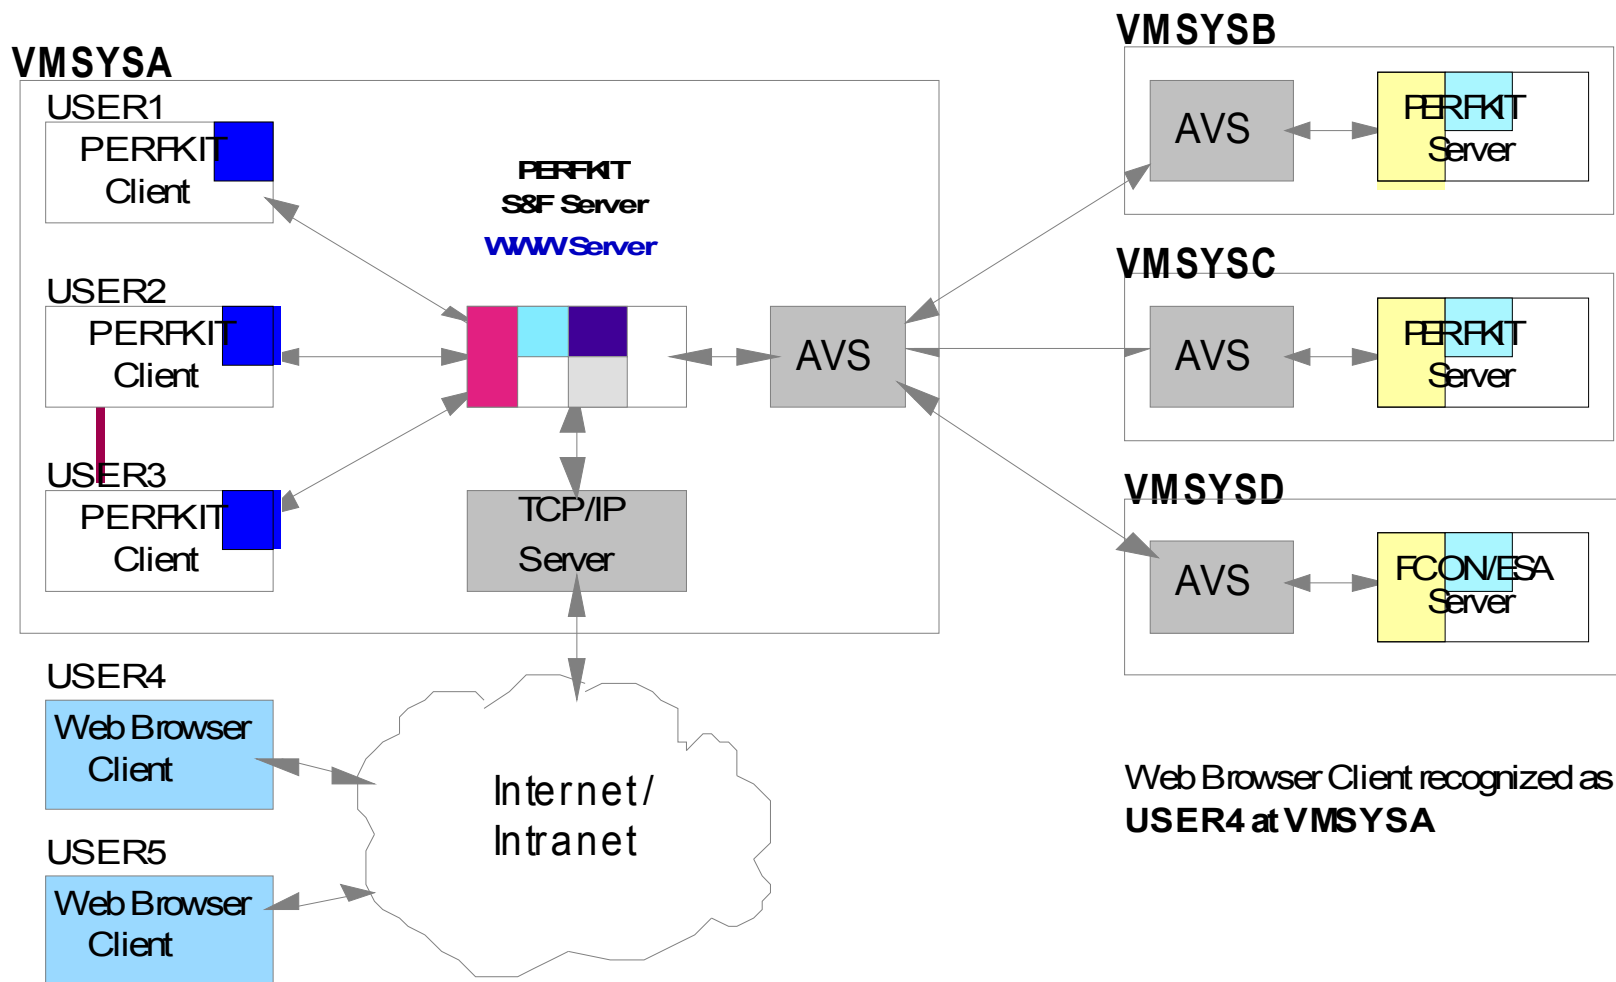 VMSYSA
USER1
PERFKIT
Client
USER2
PERFKIT
Client
USER3
PERFKIT
Client
PERFKIT
S&F Server
WWW Server
AVS
TCP/IP
Server
VMSYSB
AVS
PERFKIT
Server
VMSYSC
AVS
PERFKIT
Server
VMSYSD
AVS
FCON/ESA
Server
USER4
Web Browser
Client
USER5
Web Browser
Client
Internet/
Intranet
Web Browser Client recognized as
USER4 at VMSYSA